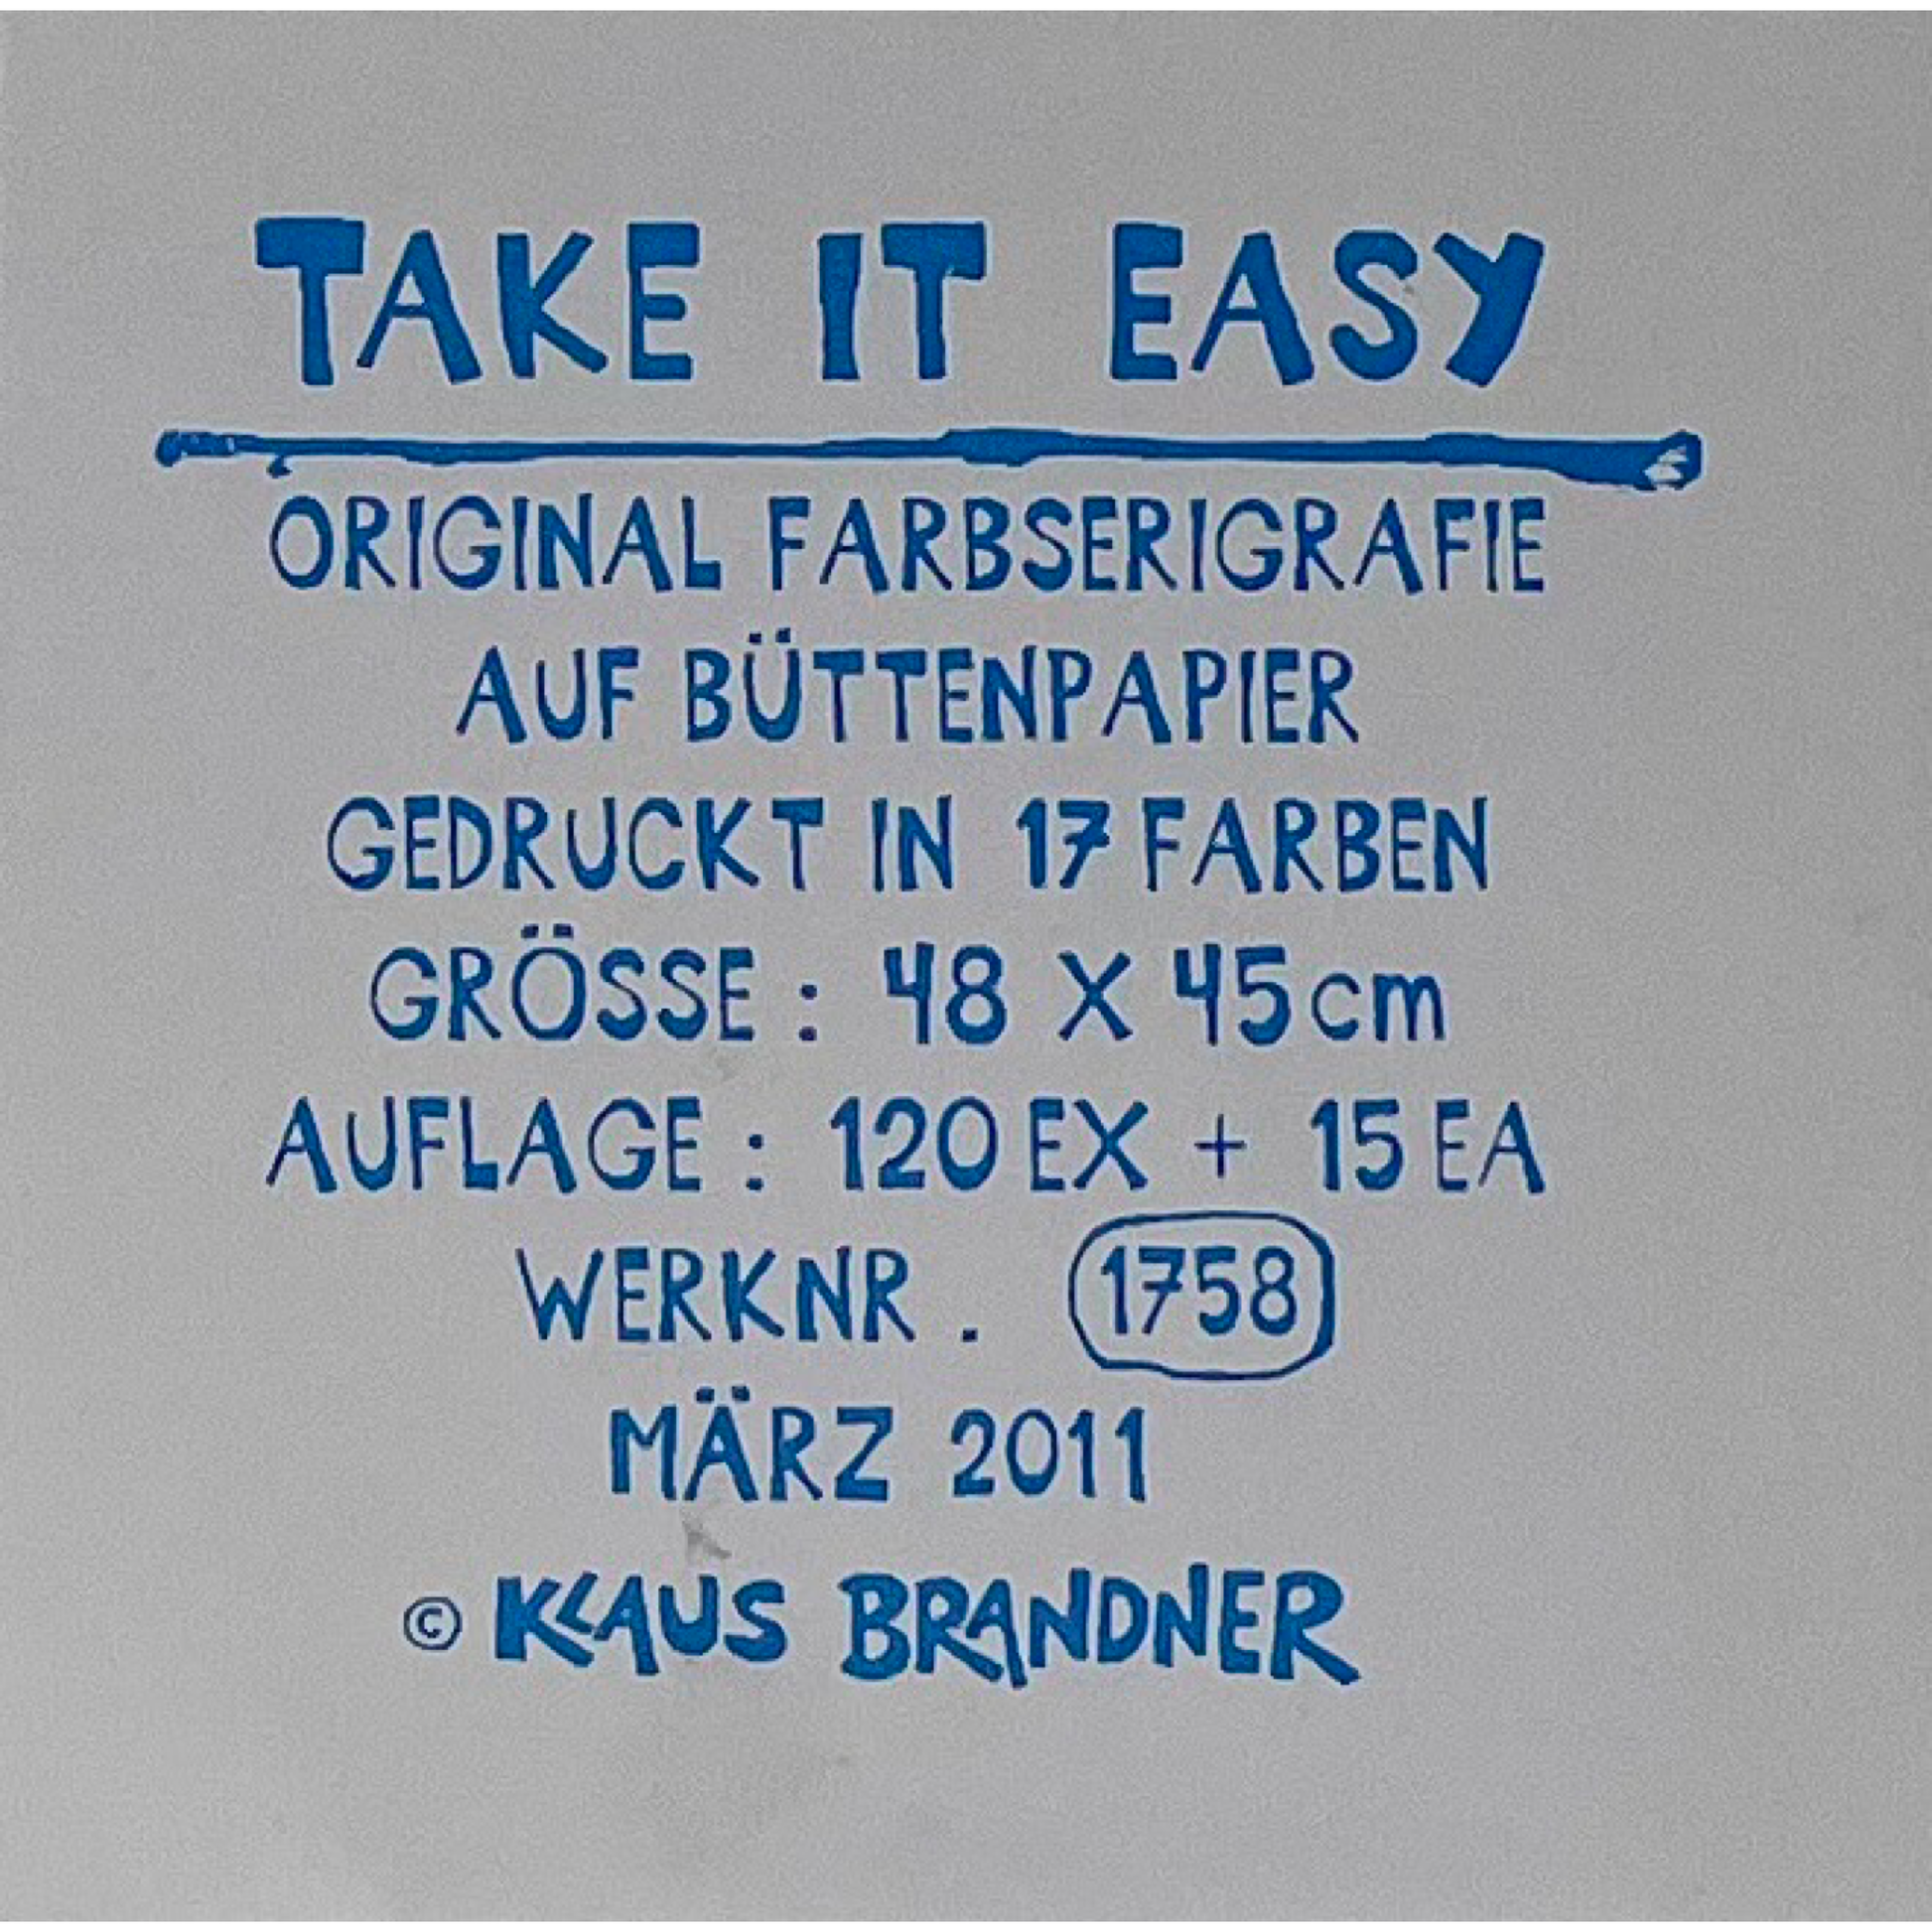 TAKE IT EASY
ORIGINAL FARBSERIGRAFIE
AUF BÜTTENPAPIER
GEDRUCKT IN 17 FARBEN
GRÖSSE : 48 X 45 cm
AUFLAGE : 120 EX + 15 EA
WERKNR . 1758
MÄRZ 2011
© KLAUS BRANDNER